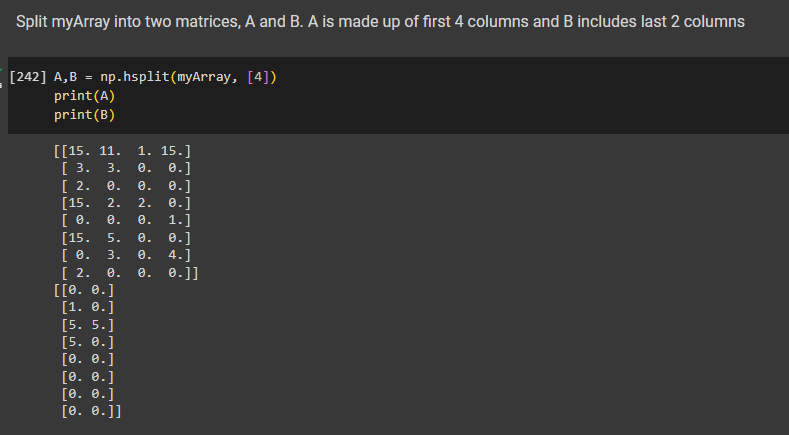 Split myArray into two matrices, A and B. A is made up of first 4 columns and B includes last 2 columns
[242] A,B = np.hsplit(myArray, [4])
print(A)
print(B)
[[15. 11.  1. 15.]
 [ 3.  3.  0.  0.]
 [ 2.  0.  0.  0.]
 [15.  2.  2.  0.]
 [ 0.  0.  0.  1.]
 [15.  5.  0.  0.]
 [ 0.  3.  0.  4.]
 [ 2.  0.  0.  0.]]
[[0. 0.]
 [1. 0.]
 [5. 5.]
 [5. 0.]
 [0. 0.]
 [0. 0.]
 [0. 0.]
 [0. 0.]]